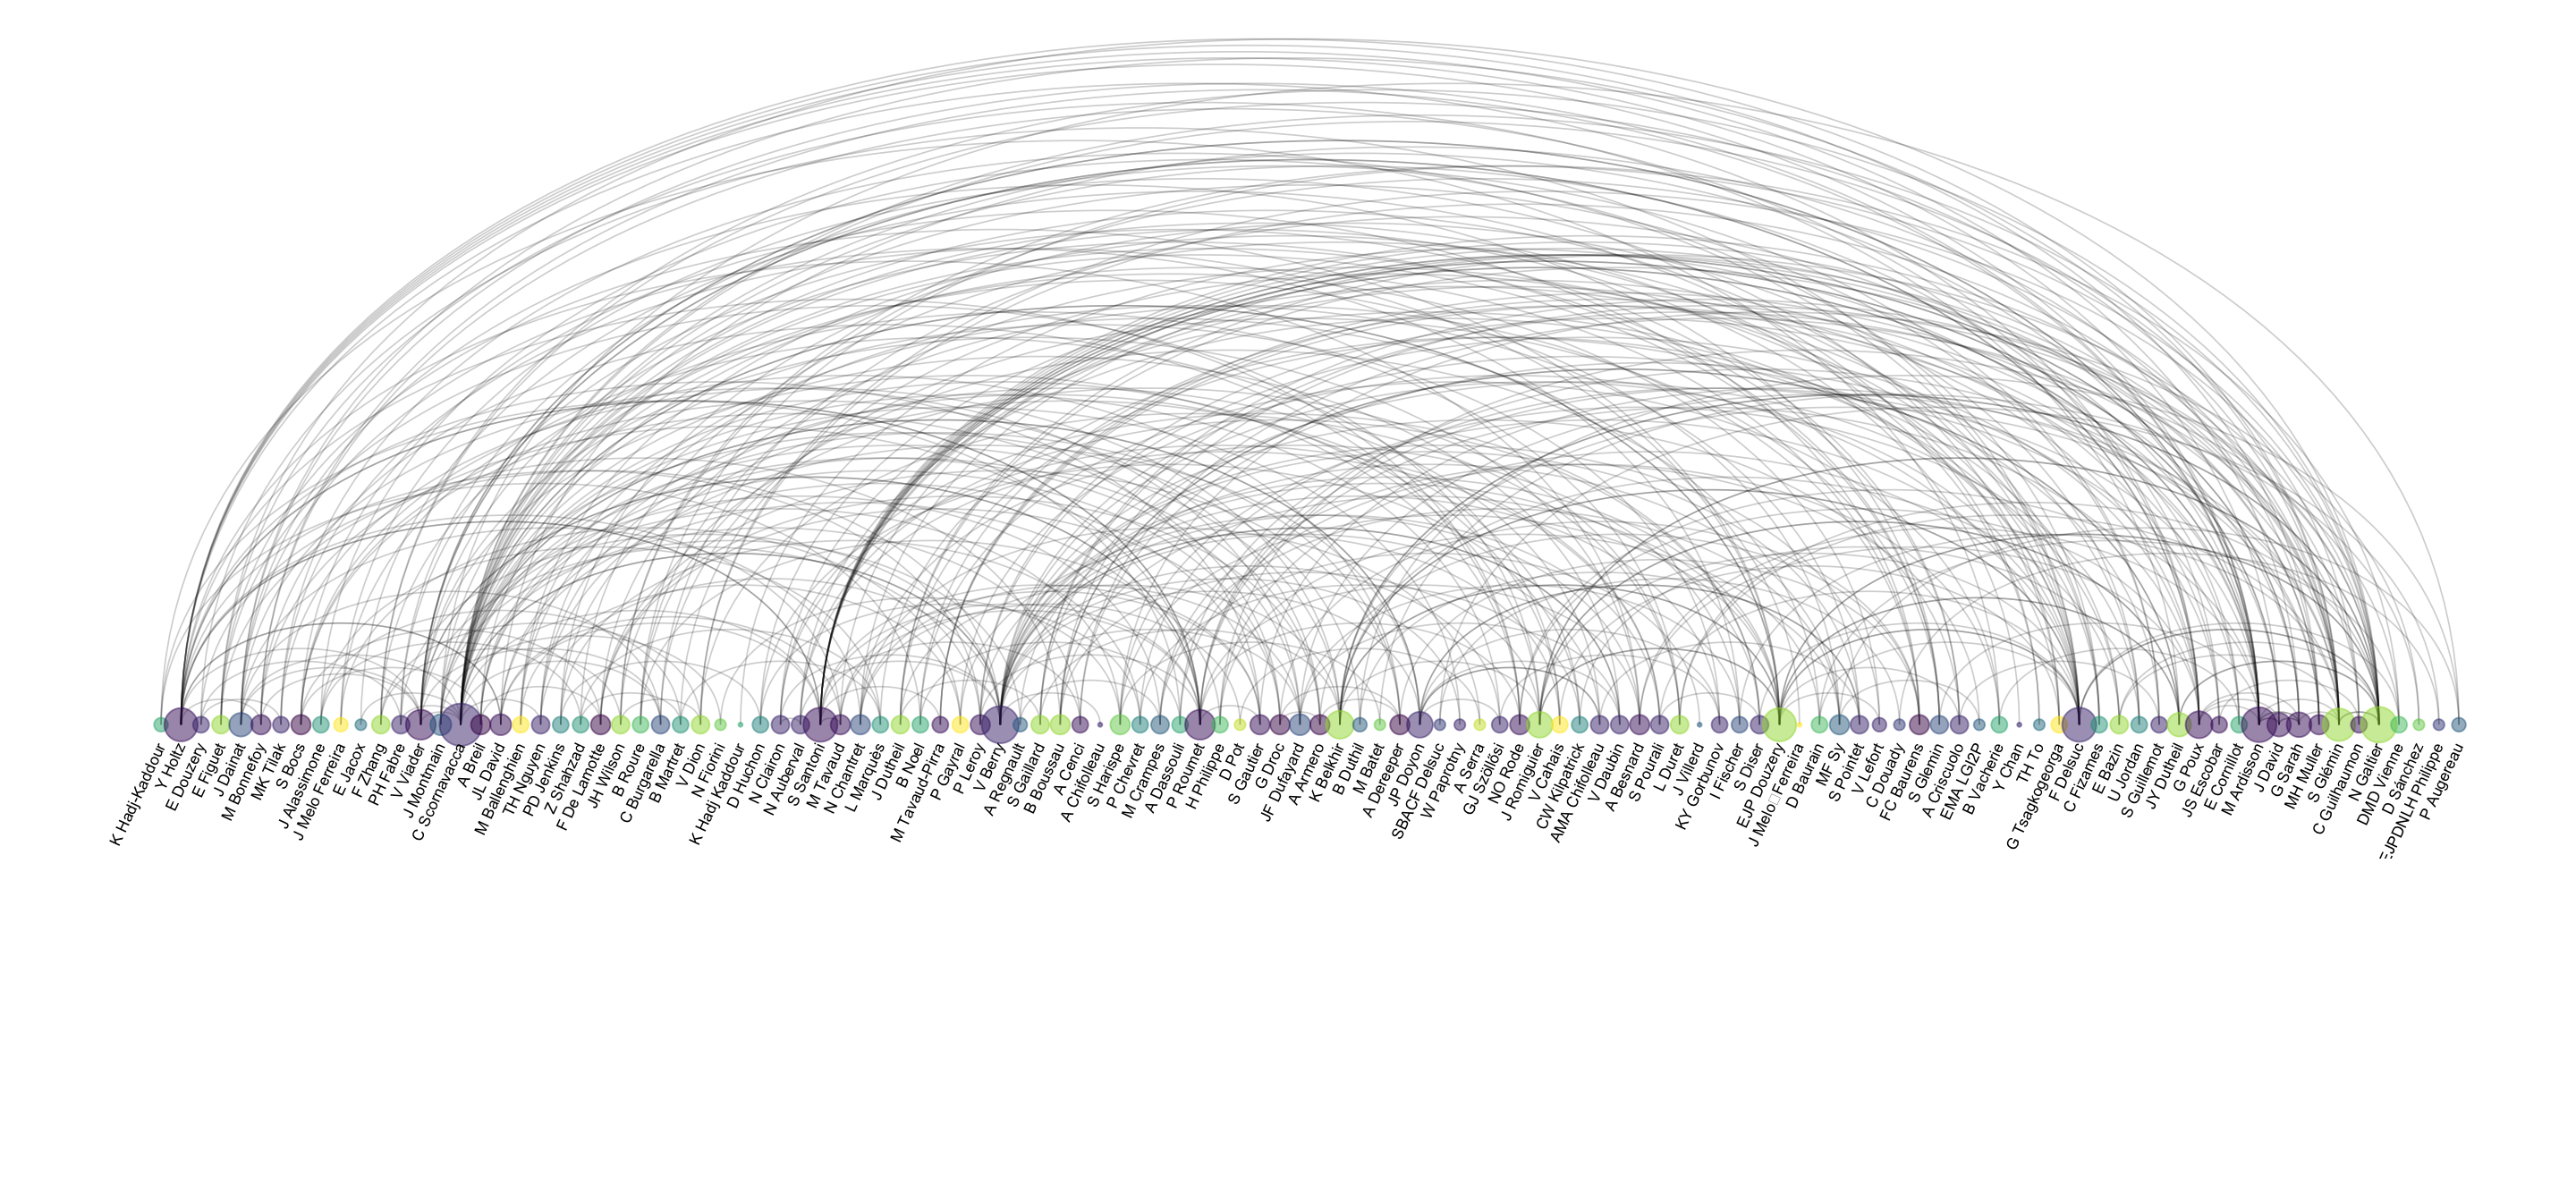 K Hadj-Kaddour
Y Holtz
E Douzery
E Figuet
J Dainat
M Bonnefoy
MK Tilak
S Bocs
J Alassimone
J Melo Ferreira
E Jacox
F Zhang
PH Fabre
V Viader
J Montmain
C Scornavacca
A Breil
JL David
M Ballenghien
TH Nguyen
PD Jenkins
Z Shahzad
F De Lamotte
JH Wilson
B Roure
C Burgarella
B Martret
V Dion
N Fiorini
K Hadj Kaddour
D Huchon
N Clairon
N Auberval
S Santoni
M Tavaud
N Chantret
L Marquès
J Dutheil
B Noel
M Tavaud-Pirra
P Gayral
P Leroy
V Berry
A Regnault
S Gaillard
B Boussau
A Cenci
A Chifolleau
S Harispe
P Chevret
M Crampes
A Dassouli
P Roumet
H Philippe
D Pot
S Gautier
G Droc
JF Dufayard
A Armero
K Belkhir
B Duthil
M Batet
A Dereeper
JP Doyon
SBACF Delsuc
W Paprotny
A Serra
GJ Szöllősi
NO Rode
J Romiguier
V Cahais
CW Kilpatrick
AMA Chifolleau
V Daubin
A Besnard
S Pourali
L Duret
J Villerd
KY Gorbunov
I Fischer
S Diser
EJP Douzery
J Melo Ferreira
D Baurain
MF Sy
S Pointet
V Lefort
C Douady
FC Baurens
S Glemin
A Criscuolo
EMA LGI2P
B Vacherie
Y Chan
TH To
G Tsagkogeorga
F Delsuc
C Fizames
E Bazin
U Jordan
S Guillemot
JY Dutheil
G Poux
JS Escobar
E Cornillot
M Ardisson
J David
G Sarah
MH Muller
S Glémin
C Guilhaumon
N Galtier
DMD Vienne
D Sánchez
EJPDNLH Philippe
P Augereau